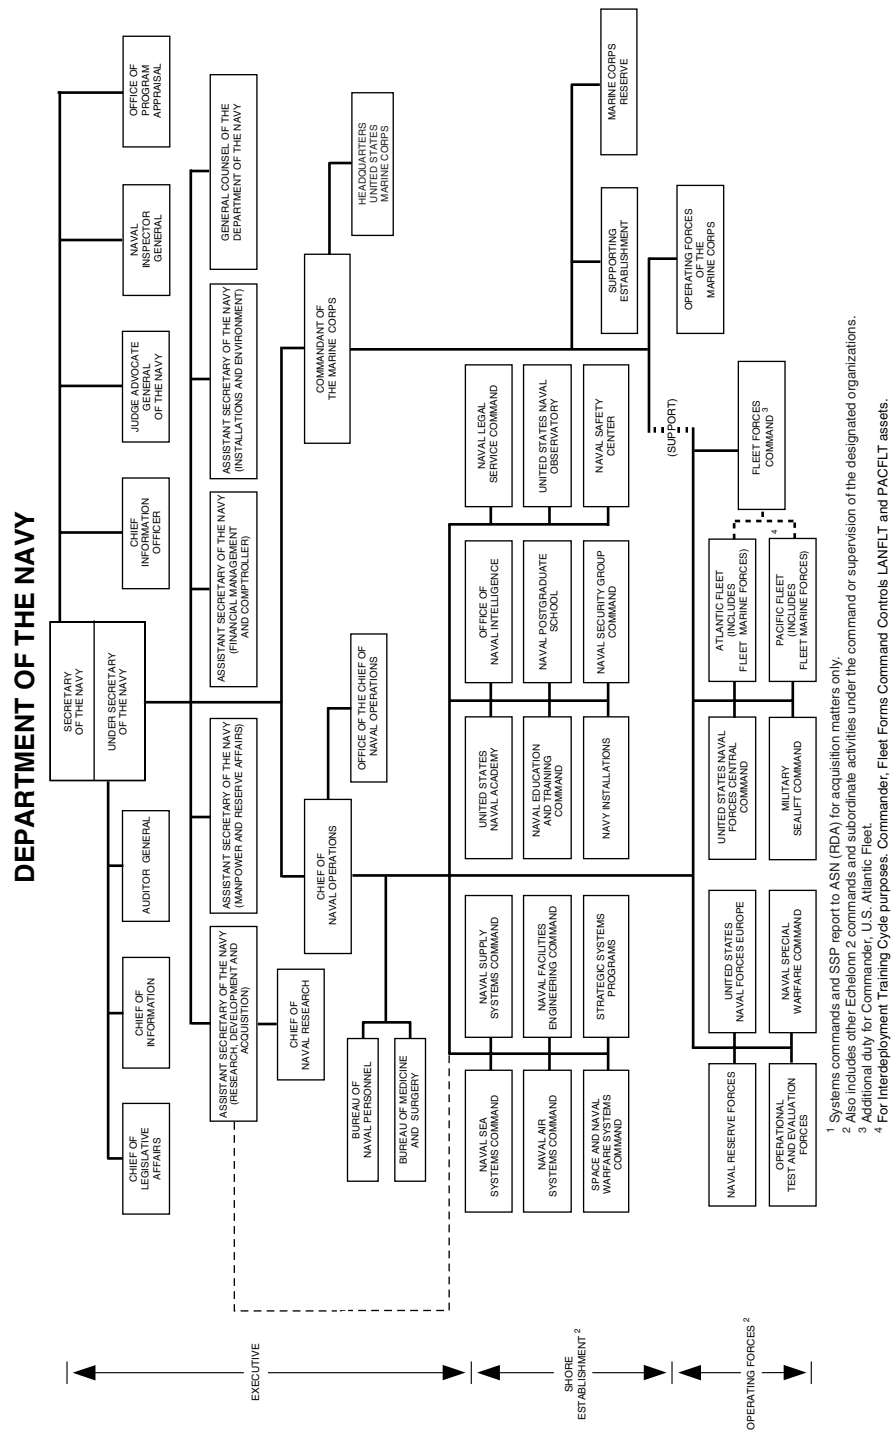 DEPARTMENT OF THE NAVY
SECRETARY
OF THE NAVY
UNDER SECRETARY
OF THE NAVY
CHIEF OF
LEGISLATIVE
AFFAIRS
CHIEF OF
INFORMATION
AUDITOR GENERAL
CHIEF
INFORMATION
OFFICER
JUDGE ADVOCATE
GENERAL
OF THE NAVY
NAVAL
INSPECTOR
GENERAL
OFFICE OF
PROGRAM
APPRAISAL
ASSISTANT SECRETARY OF THE NAVY
(RESEARCH, DEVELOPMENT AND
ACQUISITION)
ASSISTANT SECRETARY OF THE NAVY
(MANPOWER AND RESERVE AFFAIRS)
ASSISTANT SECRETARY OF THE NAVY
(FINANCIAL MANAGEMENT
AND COMPTROLLER)
ASSISTANT SECRETARY OF THE NAVY
(INSTALLATIONS AND ENVIRONMENT)
GENERAL COUNSEL OF THE
DEPARTMENT OF THE NAVY
EXECUTIVE
CHIEF OF
NAVAL RESEARCH
CHIEF OF
NAVAL OPERATIONS
COMMANDANT OF
THE MARINE CORPS
OFFICE OF THE CHIEF OF
NAVAL OPERATIONS
HEADQUARTERS
UNITED STATES
MARINE CORPS
BUREAU OF
NAVAL PERSONNEL
BUREAU OF MEDICINE
AND SURGERY
SHORE
ESTABLISHMENT 2
NAVAL SEA
SYSTEMS COMMAND
NAVAL SUPPLY
SYSTEMS COMMAND
UNITED STATES
NAVAL ACADEMY
OFFICE OF
NAVAL INTELLIGENCE
NAVAL LEGAL
SERVICE COMMAND
NAVAL AIR
SYSTEMS COMMAND
NAVAL FACILITIES
ENGINEERING COMMAND
NAVAL EDUCATION
AND TRAINING
COMMAND
NAVAL POSTGRADUATE
SCHOOL
UNITED STATES NAVAL
OBSERVATORY
SPACE AND NAVAL
WARFARE SYSTEMS
COMMAND
STRATEGIC SYSTEMS
PROGRAMS
NAVY INSTALLATIONS
NAVAL SECURITY GROUP
COMMAND
NAVAL SAFETY
CENTER
SUPPORTING
ESTABLISHMENT
MARINE CORPS
RESERVE
(SUPPORT)
OPERATING FORCES
OF THE
MARINE CORPS
OPERATING FORCES 2
NAVAL RESERVE FORCES
UNITED STATES
NAVAL FORCES EUROPE
UNITED STATES NAVAL
FORCES CENTRAL
COMMAND
ATLANTIC FLEET
(INCLUDES
FLEET MARINE FORCES)
FLEET FORCES
COMMAND 3
OPERATIONAL
TEST AND EVALUATION
FORCES
NAVAL SPECIAL
WARFARE COMMAND
MILITARY
SEALIFT COMMAND
PACIFIC FLEET
(INCLUDES
FLEET MARINE FORCES)
4
1 Systems commands and SSP report to ASN (RDA) for acquisition matters only.
2 Also includes other Echelonn 2 commands and subordinate activities under the command or supervision of the designated organizations.
3 Additional duty for Commander, U.S. Atlantic Fleet.
4 For Interdeployment Training Cycle purposes. Commander, Fleet Forms Command Controls LANFLT and PACFLT assets.